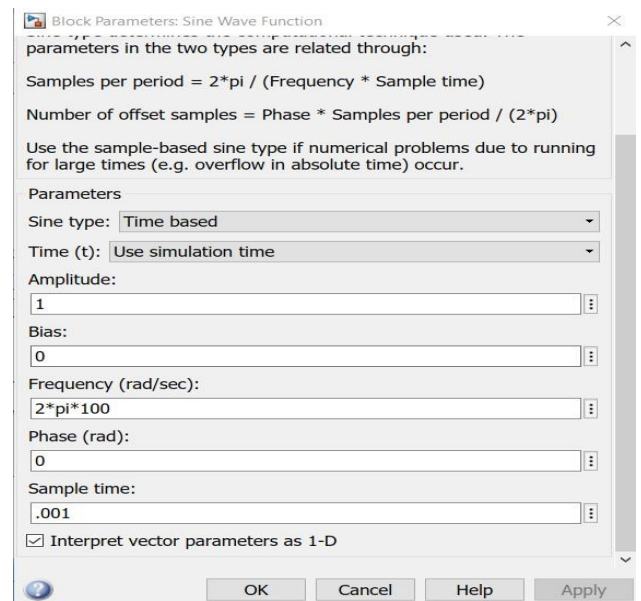 Block Parameters: Sine Wave Function
parameters in the two types are related through:
Samples per period = 2*pi / (Frequency * Sample time)
Number of offset samples = Phase * Samples per period / (2*pi)
Use the sample-based sine type if numerical problems due to running
for large times (e.g. overflow in absolute time) occur.
Parameters
Sine type: Time based
Time (t): Use simulation time
Amplitude:
1
Bias:
0
Frequency (rad/sec):
2*pi*100
Phase (rad):
0
Sample time:
.001
Interpret vector parameters as 1-D
OK Cancel Help Apply